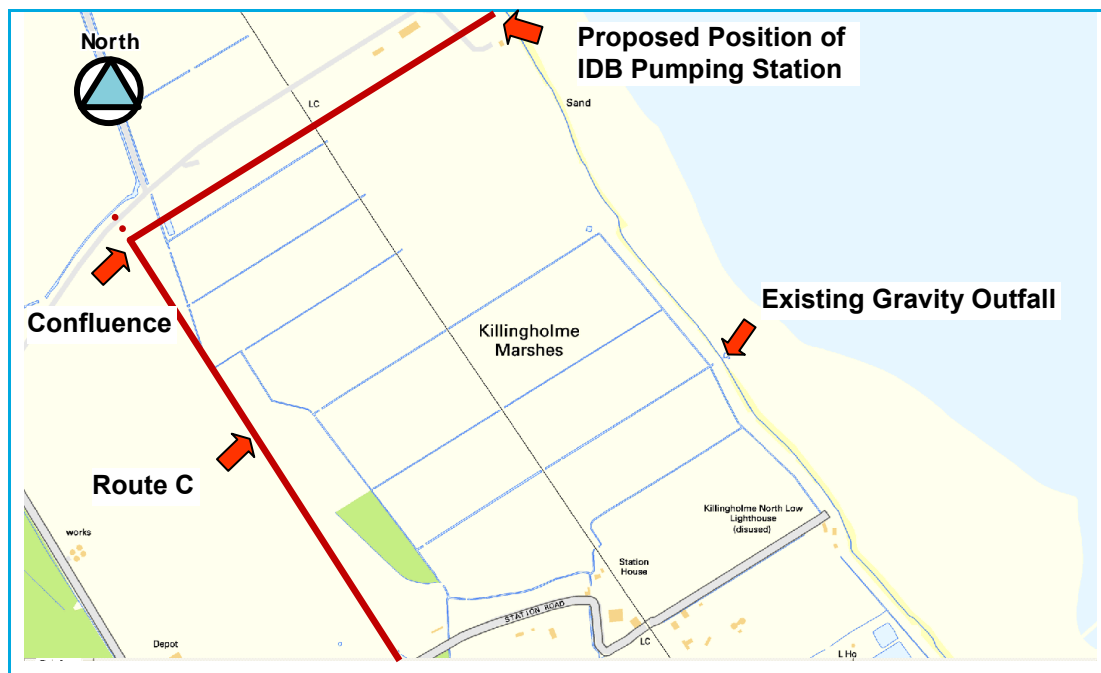 North
Proposed Position of
IDB Pumping Station
LC
Sand
Confluence
Existing Gravity Outfall
Killingholme
Marshes
Route C
works
Killingholme North Low
Lighthouse
(disused)
Station
House
STATION ROAD
Depot
LC
L Ho